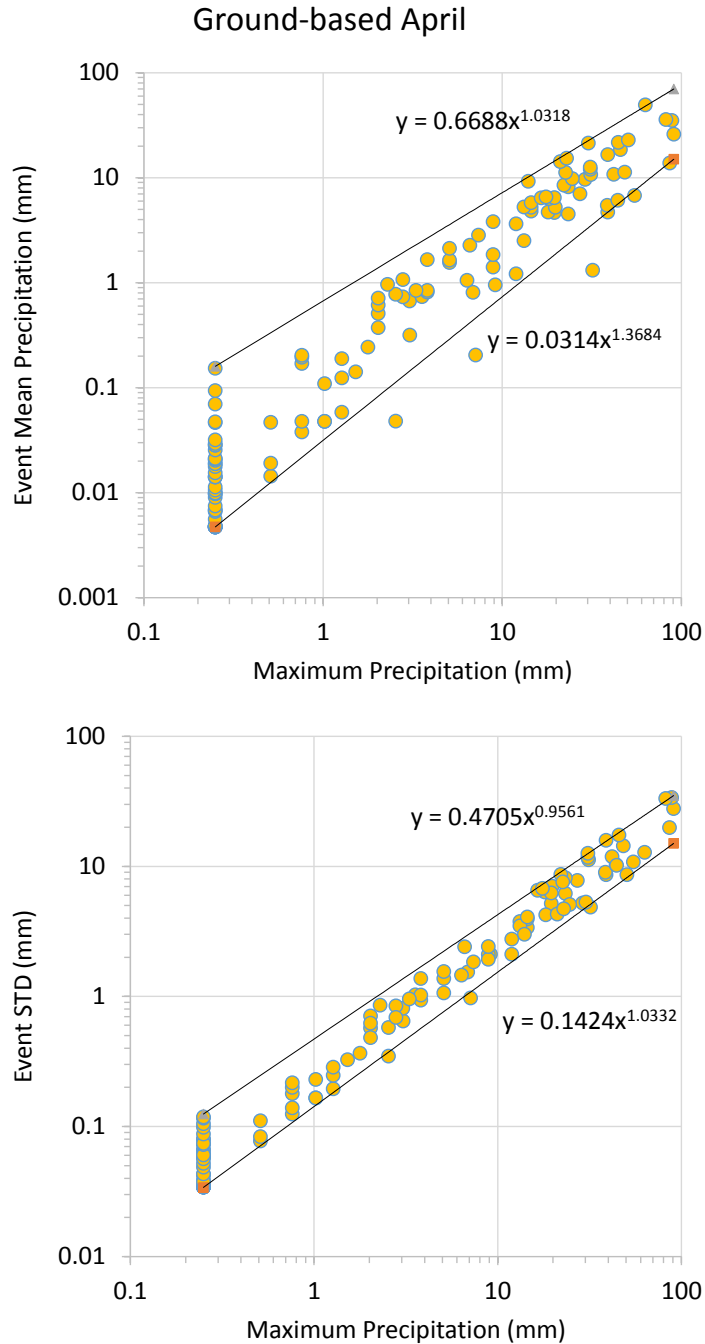 Ground-based April
100
10
1
0.1
0.01
0.001
Event Mean Precipitation (mm)
y = 0.6688x^1.0318
y = 0.0314x^1.3684
0.1 1 10 100
Maximum Precipitation (mm)
100
10
1
0.1
0.01
Event STD (mm)
y = 0.4705x^0.9561
y = 0.1424x^1.0332
0.1 1 10 100
Maximum Precipitation (mm)